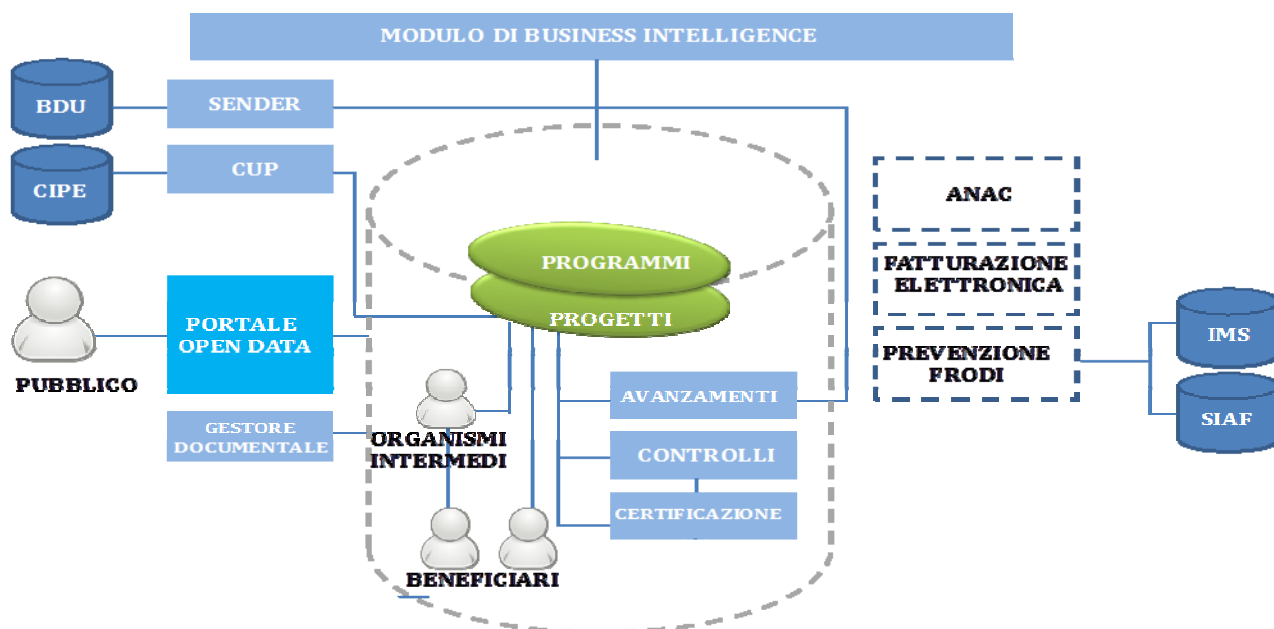 MODULO DI BUSINESS INTELLIGENCE
BDU
SENDER
CIPE
CUP
ANAC
FATTURAZIONE
ELETTRONICA
PROGRAMMI
PROGETTI
PORTALE
OPEN DATA
PUBBLICO
PREVENZIONE
FRODI
IMS
SIAF
AVANZAMENTI
GESTORE
DOCUMENTALE
ORGANISMI
INTERMEDI
CONTROLLI
CERTIFICAZIONE
BENEFICIARI